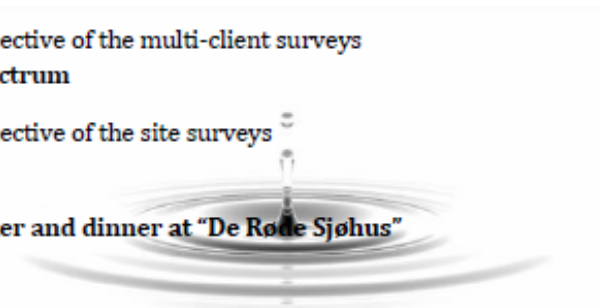 ective of the multi-client surveys
ctrum
ective of the site surveys
er and dinner at “De Røde Sjøhus”